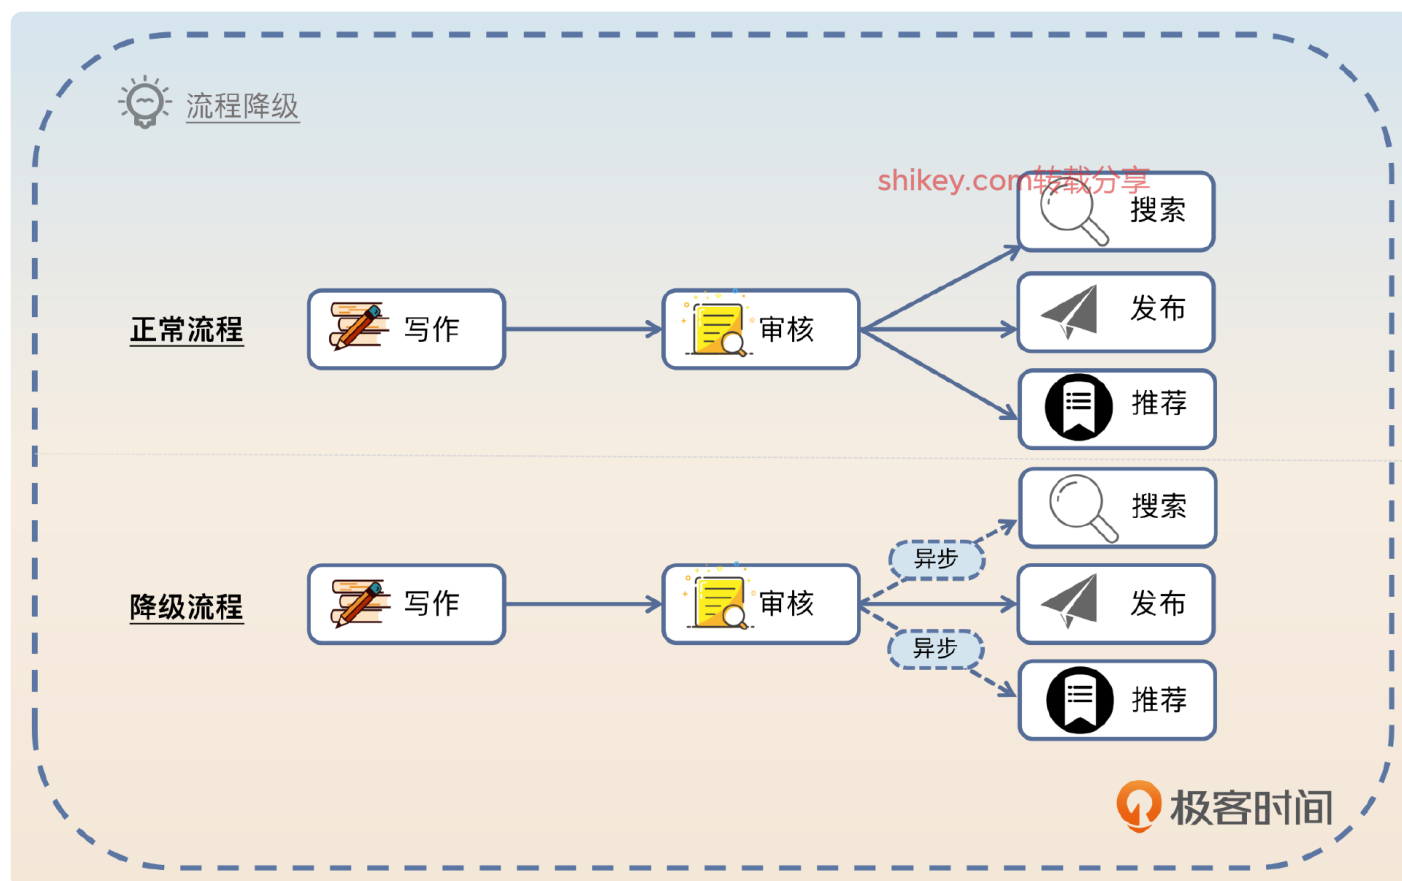 流程降级
shikey.com转载分享
搜索
正常流程
写作
审核
发布
推荐
搜索
异步
降级流程
写作
审核
发布
异步
推荐
极客时间